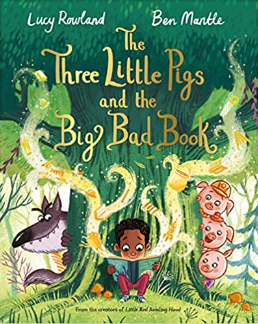 Lucy Rowland Ben Mantle
The
Three Little Pigs
and the
Big Bad Book
From the creators of Little Red Reading Hood